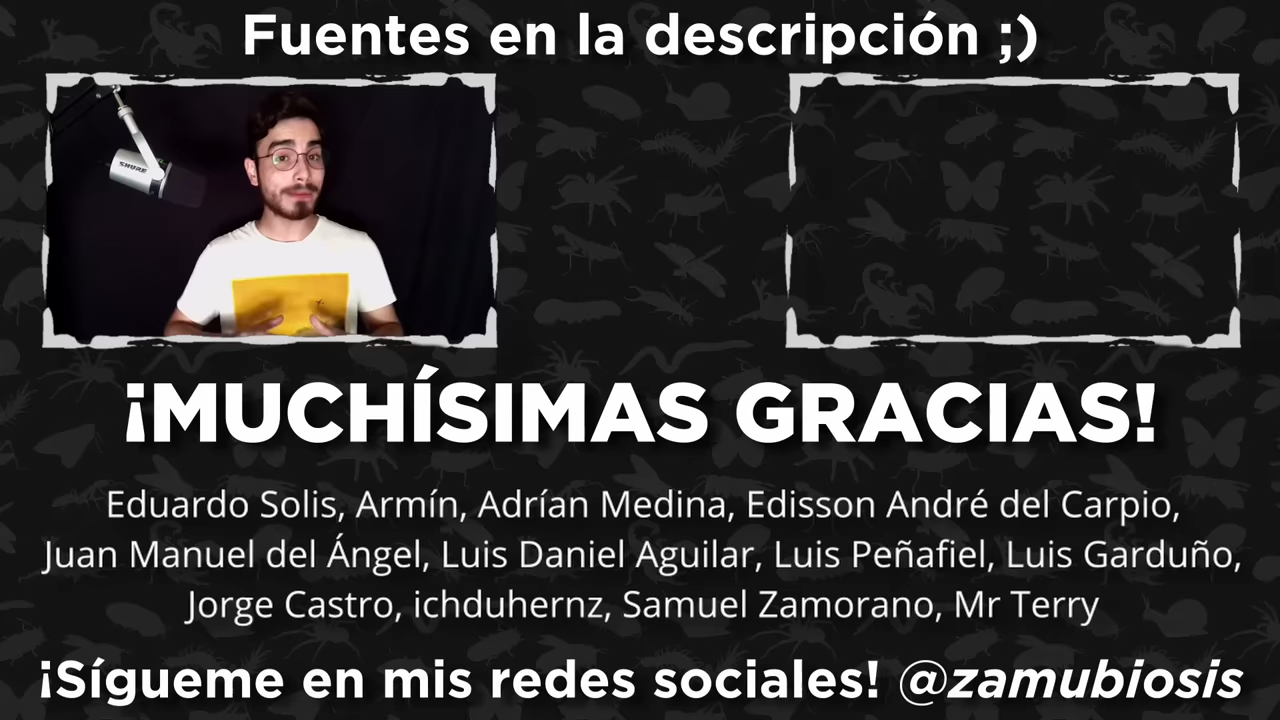 Fuentes en la descripción ;)
SHURE
¡MUCHÍSIMAS GRACIAS!
Eduardo Solis, Armín, Adrían Medina, Edisson André del Carpio,
Juan Manuel del Ángel, Luis Daniel Aguilar, Luis Peñafiel, Luis Garduño,
Jorge Castro, ichduhernz, Samuel Zamorano, Mr Terry
¡Sígueme en mis redes sociales! @zamubiosis